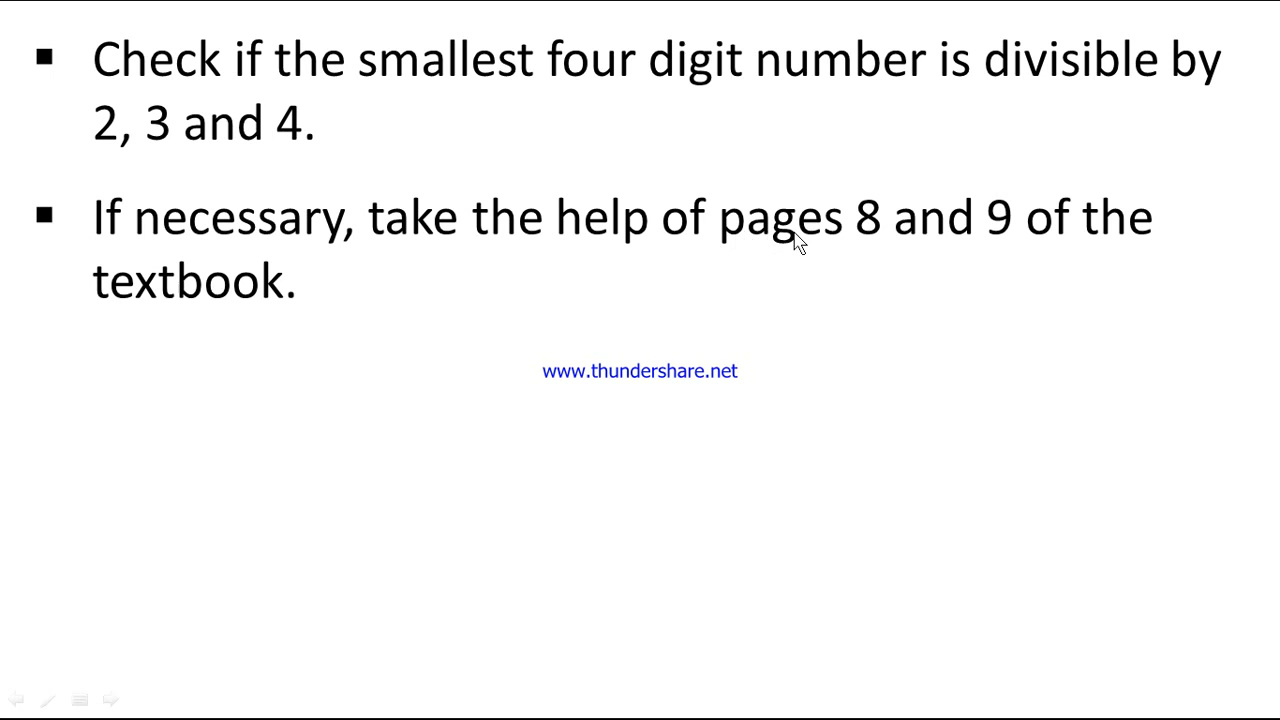 ▪ Check if the smallest four digit number is divisible by
2, 3 and 4.
▪ If necessary, take the help of pages 8 and 9 of the
textbook.
www.thundershare.net